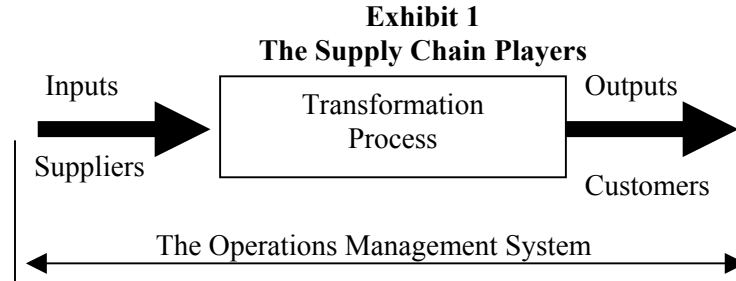 Exhibit 1
The Supply Chain Players
Inputs
Transformation
Process
Outputs
Suppliers
Customers
The Operations Management System